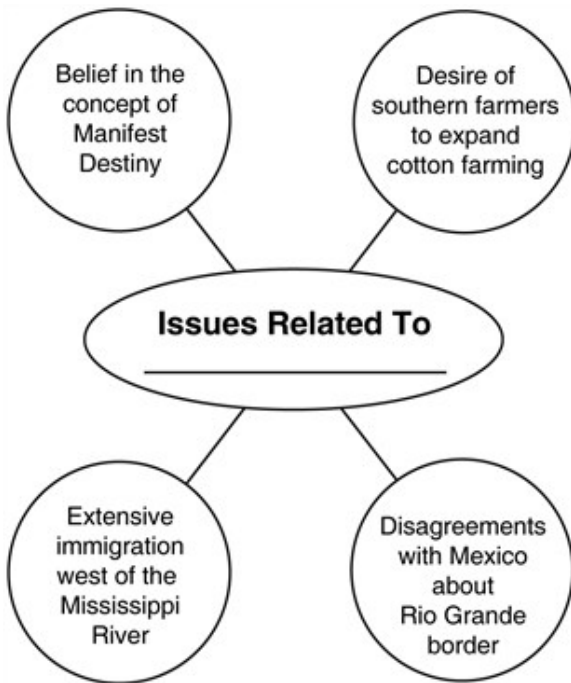 Belief in the
concept of
Manifest
Destiny
Desire of
southern farmers
to expand
cotton farming
Issues Related To
Extensive
immigration
west of the
Mississippi
River
Disagreements
with Mexico
about
Rio Grande
border